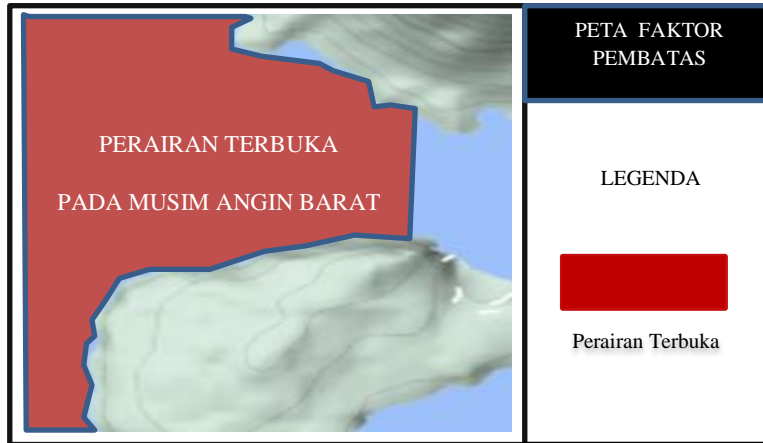 PERAIRAN TERBUKA
PADA MUSIM ANGIN BARAT
PETA FAKTOR
PEMBATAS
LEGENDA
Perairan Terbuka